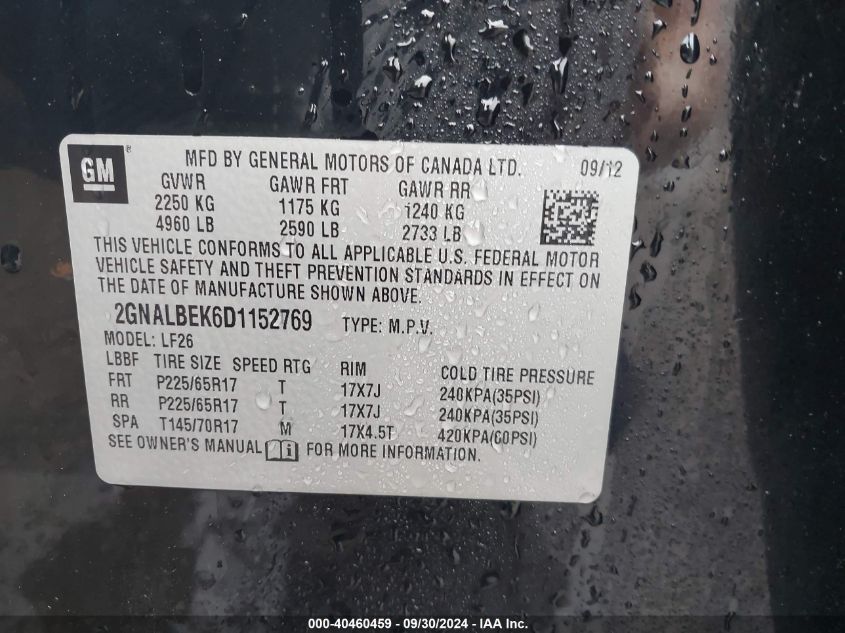 GM ®
MFD BY GENERAL MOTORS OF CANADA LTD. 09/12
GVWR GAWR FRT GAWR RR
2250 KG 1175 KG 1240 KG
4960 LB 2590 LB 2733 LB
THIS VEHICLE CONFORMS TO ALL APPLICABLE U.S. FEDERAL MOTOR
VEHICLE SAFETY AND THEFT PREVENTION STANDARDS IN EFFECT ON
THE DATE OF MANUFACTURE SHOWN ABOVE.
2GNALBEK6D1152769 TYPE: M.P.V.
MODEL: LF26
LBBF TIRE SIZE SPEED RTG RIM COLD TIRE PRESSURE
FRT P225/65R17 T 17X7J 240KPA(35PSI)
RR P225/65R17 T 17X7J 240KPA(35PSI)
SPA T145/70R17 M 17X4.5T 420KPA(60PSI)
SEE OWNER'S MANUAL FOR MORE INFORMATION.
000-40460459 - 09/30/2024 - IAA Inc.